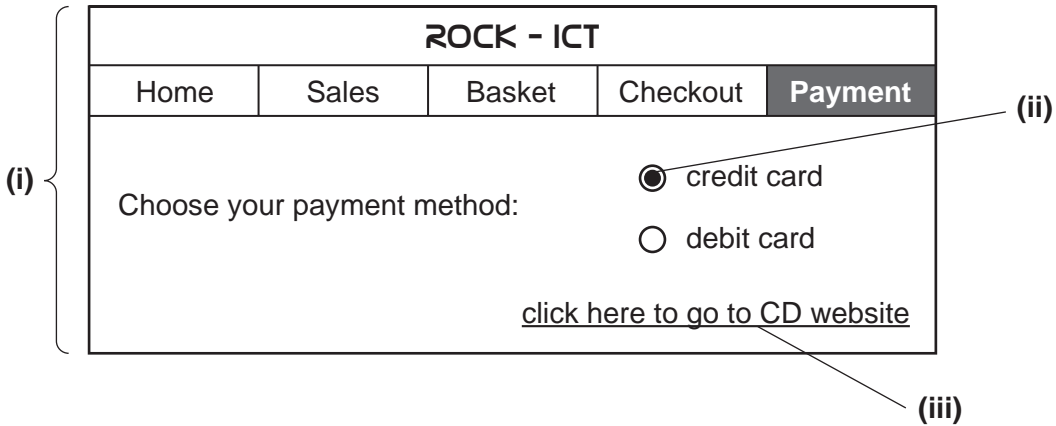 ROCK - ICT
Home Sales Basket Checkout Payment
(ii)
(i)
credit card
Choose your payment method:
debit card
click here to go to CD website
(iii)